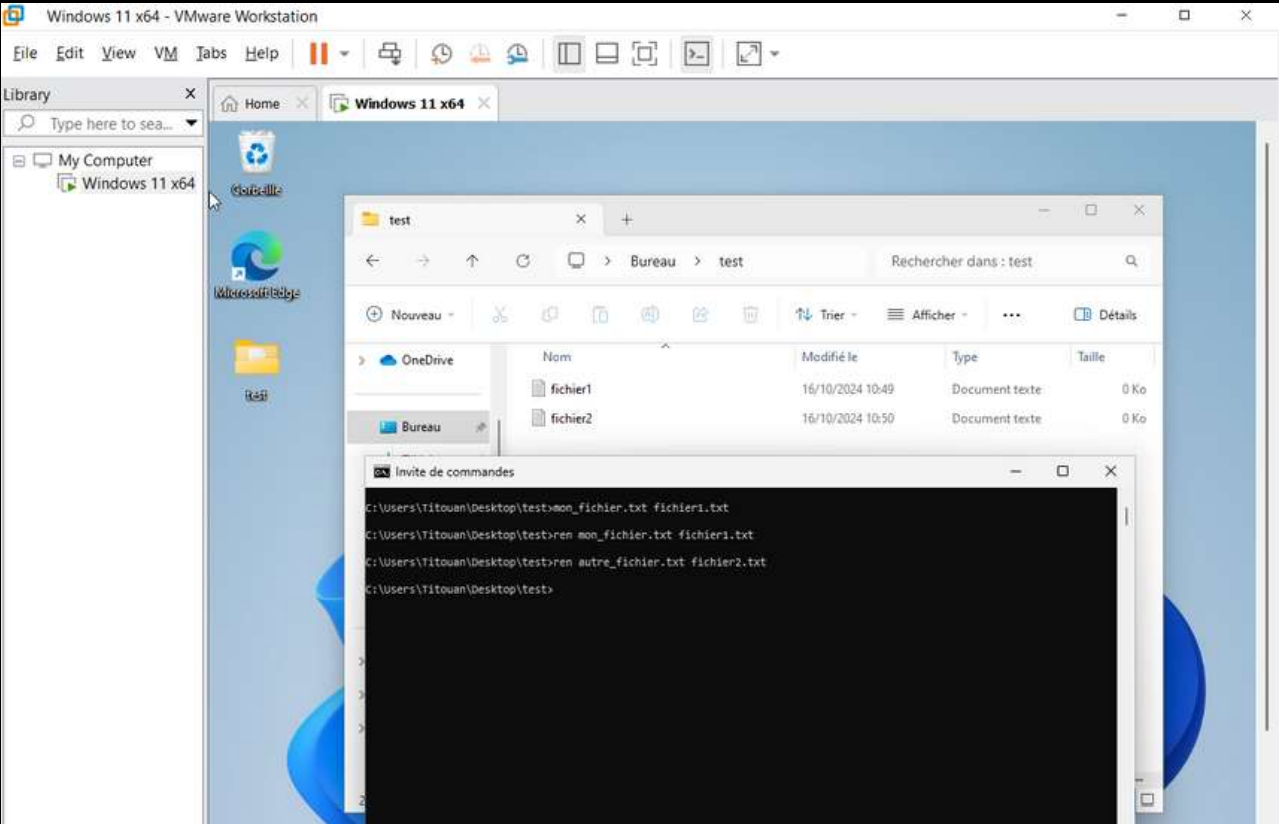 Windows 11 x64 - VMware Workstation
File Edit View VM Tabs Help
Library X
Type here to sea...
My Computer
Windows 11 x64
Home
Windows 11 x64
Corbeille
Microsoft Edge
test
test
Bureau > test
Rechercher dans : test
Nouveau
Trier
Afficher
...
Détails
OneDrive
Bureau
Nom Modifié le Type Taille
fichier1 16/10/2024 10:49 Document texte 0 Ko
fichier2 16/10/2024 10:50 Document texte 0 Ko
Invite de commandes
C:\Users\Titouan\Desktop\test>mon_fichier.txt fichier1.txt
C:\Users\Titouan\Desktop\test>ren mon_fichier.txt fichier1.txt
C:\Users\Titouan\Desktop\test>ren autre_fichier.txt fichier2.txt
C:\Users\Titouan\Desktop\test>
2